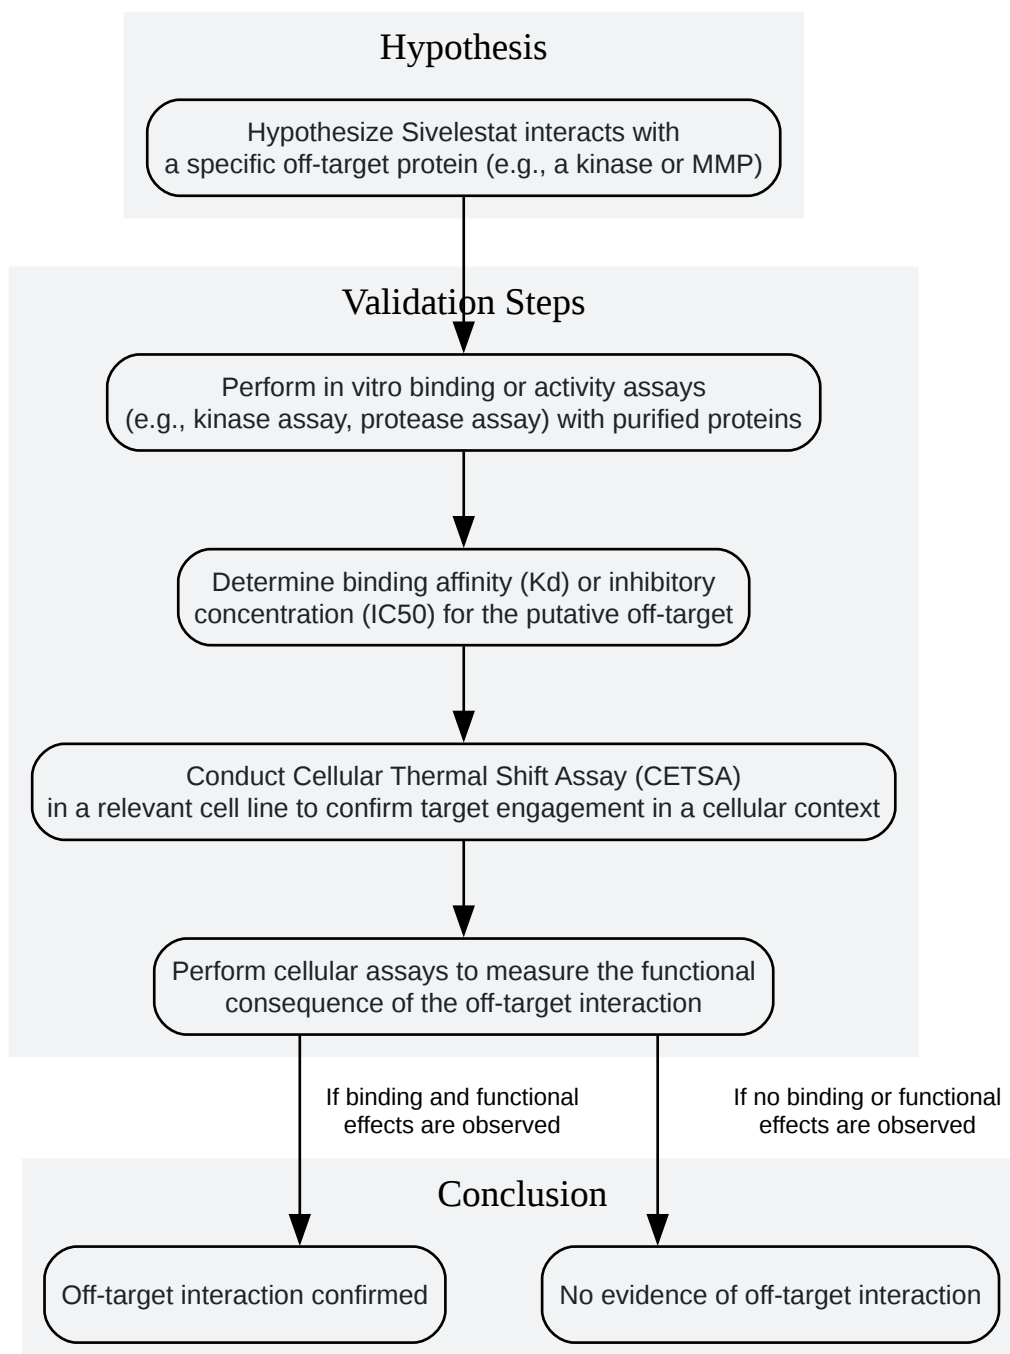 Hypothesis
Hypothesize Sivelestat interacts with
a specific off-target protein (e.g., a kinase or MMP)
Validation Steps
Perform in vitro binding or activity assays
(e.g., kinase assay, protease assay) with purified proteins
Determine binding affinity (Kd) or inhibitory
concentration (IC50) for the putative off-target
Conduct Cellular Thermal Shift Assay (CETSA)
in a relevant cell line to confirm target engagement in a cellular context
Perform cellular assays to measure the functional
consequence of the off-target interaction
If binding and functional
effects are observed
If no binding or functional
effects are observed
Conclusion
Off-target interaction confirmed
No evidence of off-target interaction